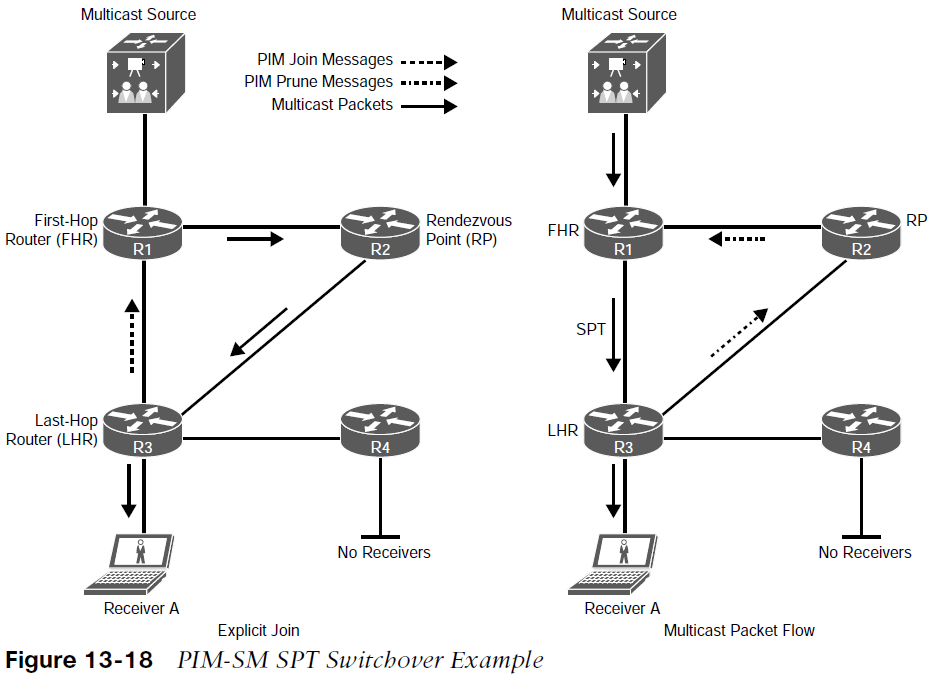 Multicast Source
PIM Join Messages
PIM Prune Messages
Multicast Packets
First-Hop
Router (FHR)
R1
R2
Rendezvous
Point (RP)
Last-Hop
Router (LHR)
R3
R4
No Receivers
Receiver A
Explicit Join
Multicast Source
FHR
R1
R2
RP
SPT
LHR
R3
R4
No Receivers
Receiver A
Multicast Packet Flow
Figure 13-18 PIM-SM SPT Switchover Example